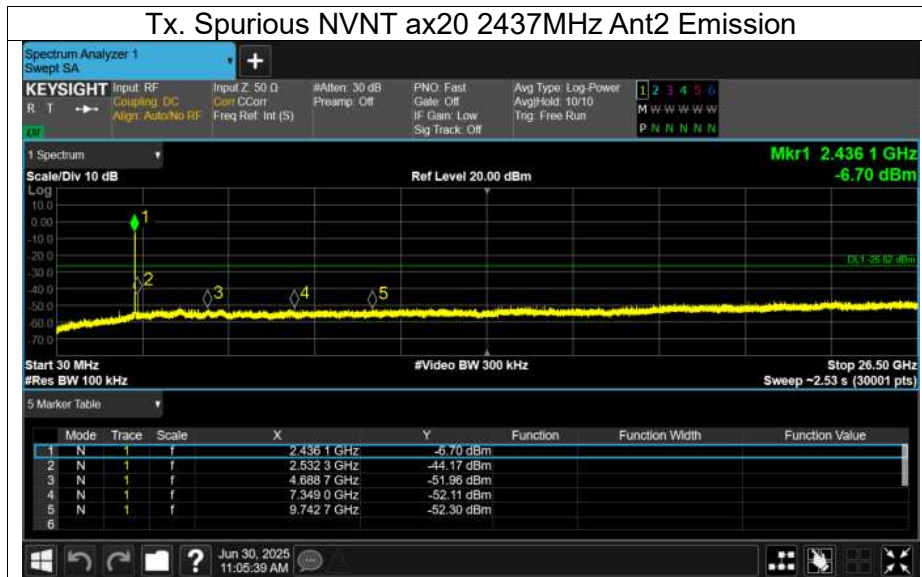 Tx. Spurious NVNT ax20 2437MHz Ant2 Emission
Spectrum Analyzer 1
Swept SA
+
KEYSIGHT Input: RF Input Z: 50 Ω #Atten: 30 dB PNO: Fast Avg Type: Log-Power 1 2 3 4 5 6
R T Coupling: DC Corr CCorr Preamp: Off Gate: Off Avg|Hold: 10/10 M W W W W W
Align: Auto/No RF Freq Ref: Int (S) IF Gain: Low Trig: Free Run
Sig Track: Off P N N N N N
1 Spectrum Mkr1 2.436 1 GHz
Scale/Div 10 dB Ref Level 20.00 dBm -6.70 dBm
Log
10.0
0.00
-10.0
-20.0
-30.0
-40.0
-50.0
-60.0
-70.0
1
2
3
4
5
DL1 -26.62 dBm
Start 30 MHz #Video BW 300 kHz Stop 26.50 GHz
#Res BW 100 kHz Sweep ~2.53 s (30001 pts)
5 Marker Table
Mode Trace Scale X Y Function Function Width Function Value
1 N 1 f 2.436 1 GHz -6.70 dBm
2 N 1 f 2.532 3 GHz -44.17 dBm
3 N 1 f 4.688 7 GHz -51.96 dBm
4 N 1 f 7.349 0 GHz -52.11 dBm
5 N 1 f 9.742 7 GHz -52.30 dBm
6
? Jun 30, 2025
11:05:39 AM